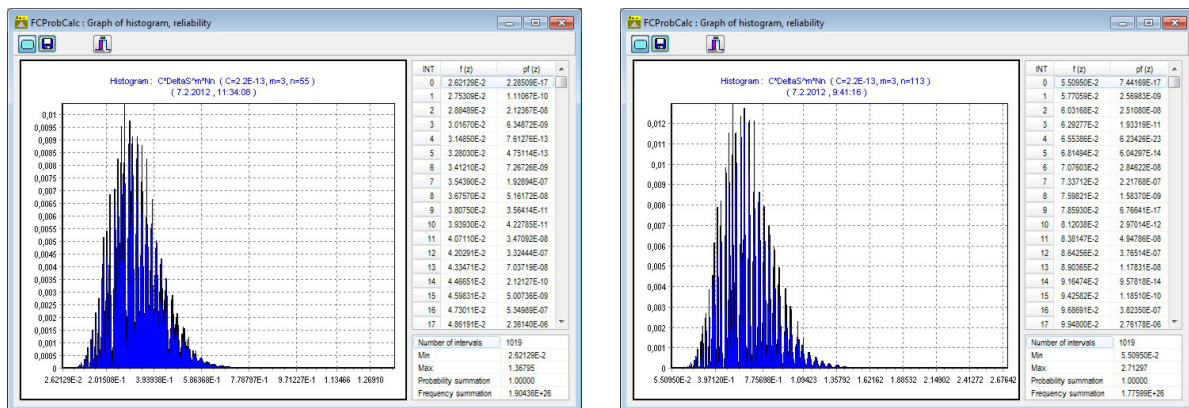 FCProbCalc : Graph of histogram, reliability
Histogram : C*DeltaS^m*Nn ( C=2.2E-13, m=3, n=55 )
( 7.2.2012 , 11:34:08 )
0,01
0,0095
0,009
0,0085
0,008
0,0075
0,007
0,0065
0,006
0,0055
0,005
0,0045
0,004
0,0035
0,003
0,0025
0,002
0,0015
0,001
0,0005
0
2.62129E-2 2.01508E-1 3.93938E-1 5.86368E-1 7.78797E-1 9.71227E-1 1.13466 1.26910
INT f (z) pf (z)
0 2.62129E-2 2.28509E-17
1 2.75309E-2 1.11067E-10
2 2.88489E-2 2.12367E-08
3 3.01670E-2 6.34872E-09
4 3.14850E-2 7.61276E-13
5 3.28030E-2 4.75114E-13
6 3.41210E-2 7.26726E-09
7 3.54390E-2 1.92894E-07
8 3.67570E-2 5.16172E-08
9 3.80750E-2 3.56414E-11
10 3.93930E-2 4.22785E-11
11 4.07110E-2 3.47092E-08
12 4.20291E-2 3.32444E-07
13 4.33471E-2 7.03719E-08
14 4.46651E-2 2.12127E-10
15 4.59831E-2 5.00736E-09
16 4.73011E-2 5.34989E-07
17 4.86191E-2 2.36140E-06
Number of intervals 1019
Min 2.62129E-2
Max 1.36795
Probability summation 1.00000
Frequency summation 1.90436E+26
FCProbCalc : Graph of histogram, reliability
Histogram : C*DeltaS^m*Nn ( C=2.2E-13, m=3, n=113 )
( 7.2.2012 , 9:41:16 )
0,012
0,01
0,009
0,008
0,007
0,006
0,005
0,004
0,003
0,002
0,001
0
5.50950E-2 3.97120E-1 7.75698E-1 1.09423 1.35792 1.62162 1.88532 2.14902 2.41272 2.67642
INT f (z) pf (z)
0 5.50950E-2 7.44169E-17
1 5.77059E-2 2.56983E-09
2 6.03168E-2 2.51080E-08
3 6.29277E-2 1.93319E-11
4 6.55386E-2 6.23426E-23
5 6.81494E-2 6.04297E-14
6 7.07603E-2 2.84622E-08
7 7.33712E-2 2.21768E-07
8 7.59821E-2 1.58370E-09
9 7.85930E-2 6.76641E-17
10 8.12038E-2 2.97014E-12
11 8.38147E-2 4.94786E-08
12 8.64256E-2 3.76514E-07
13 8.90365E-2 1.17831E-08
14 9.16474E-2 9.57818E-14
15 9.42582E-2 1.18510E-10
16 9.68691E-2 3.82350E-07
17 9.94800E-2 2.76178E-06
Number of intervals 1019
Min 5.50950E-2
Max 2.71297
Probability summation 1.00000
Frequency summation 1.77599E+26